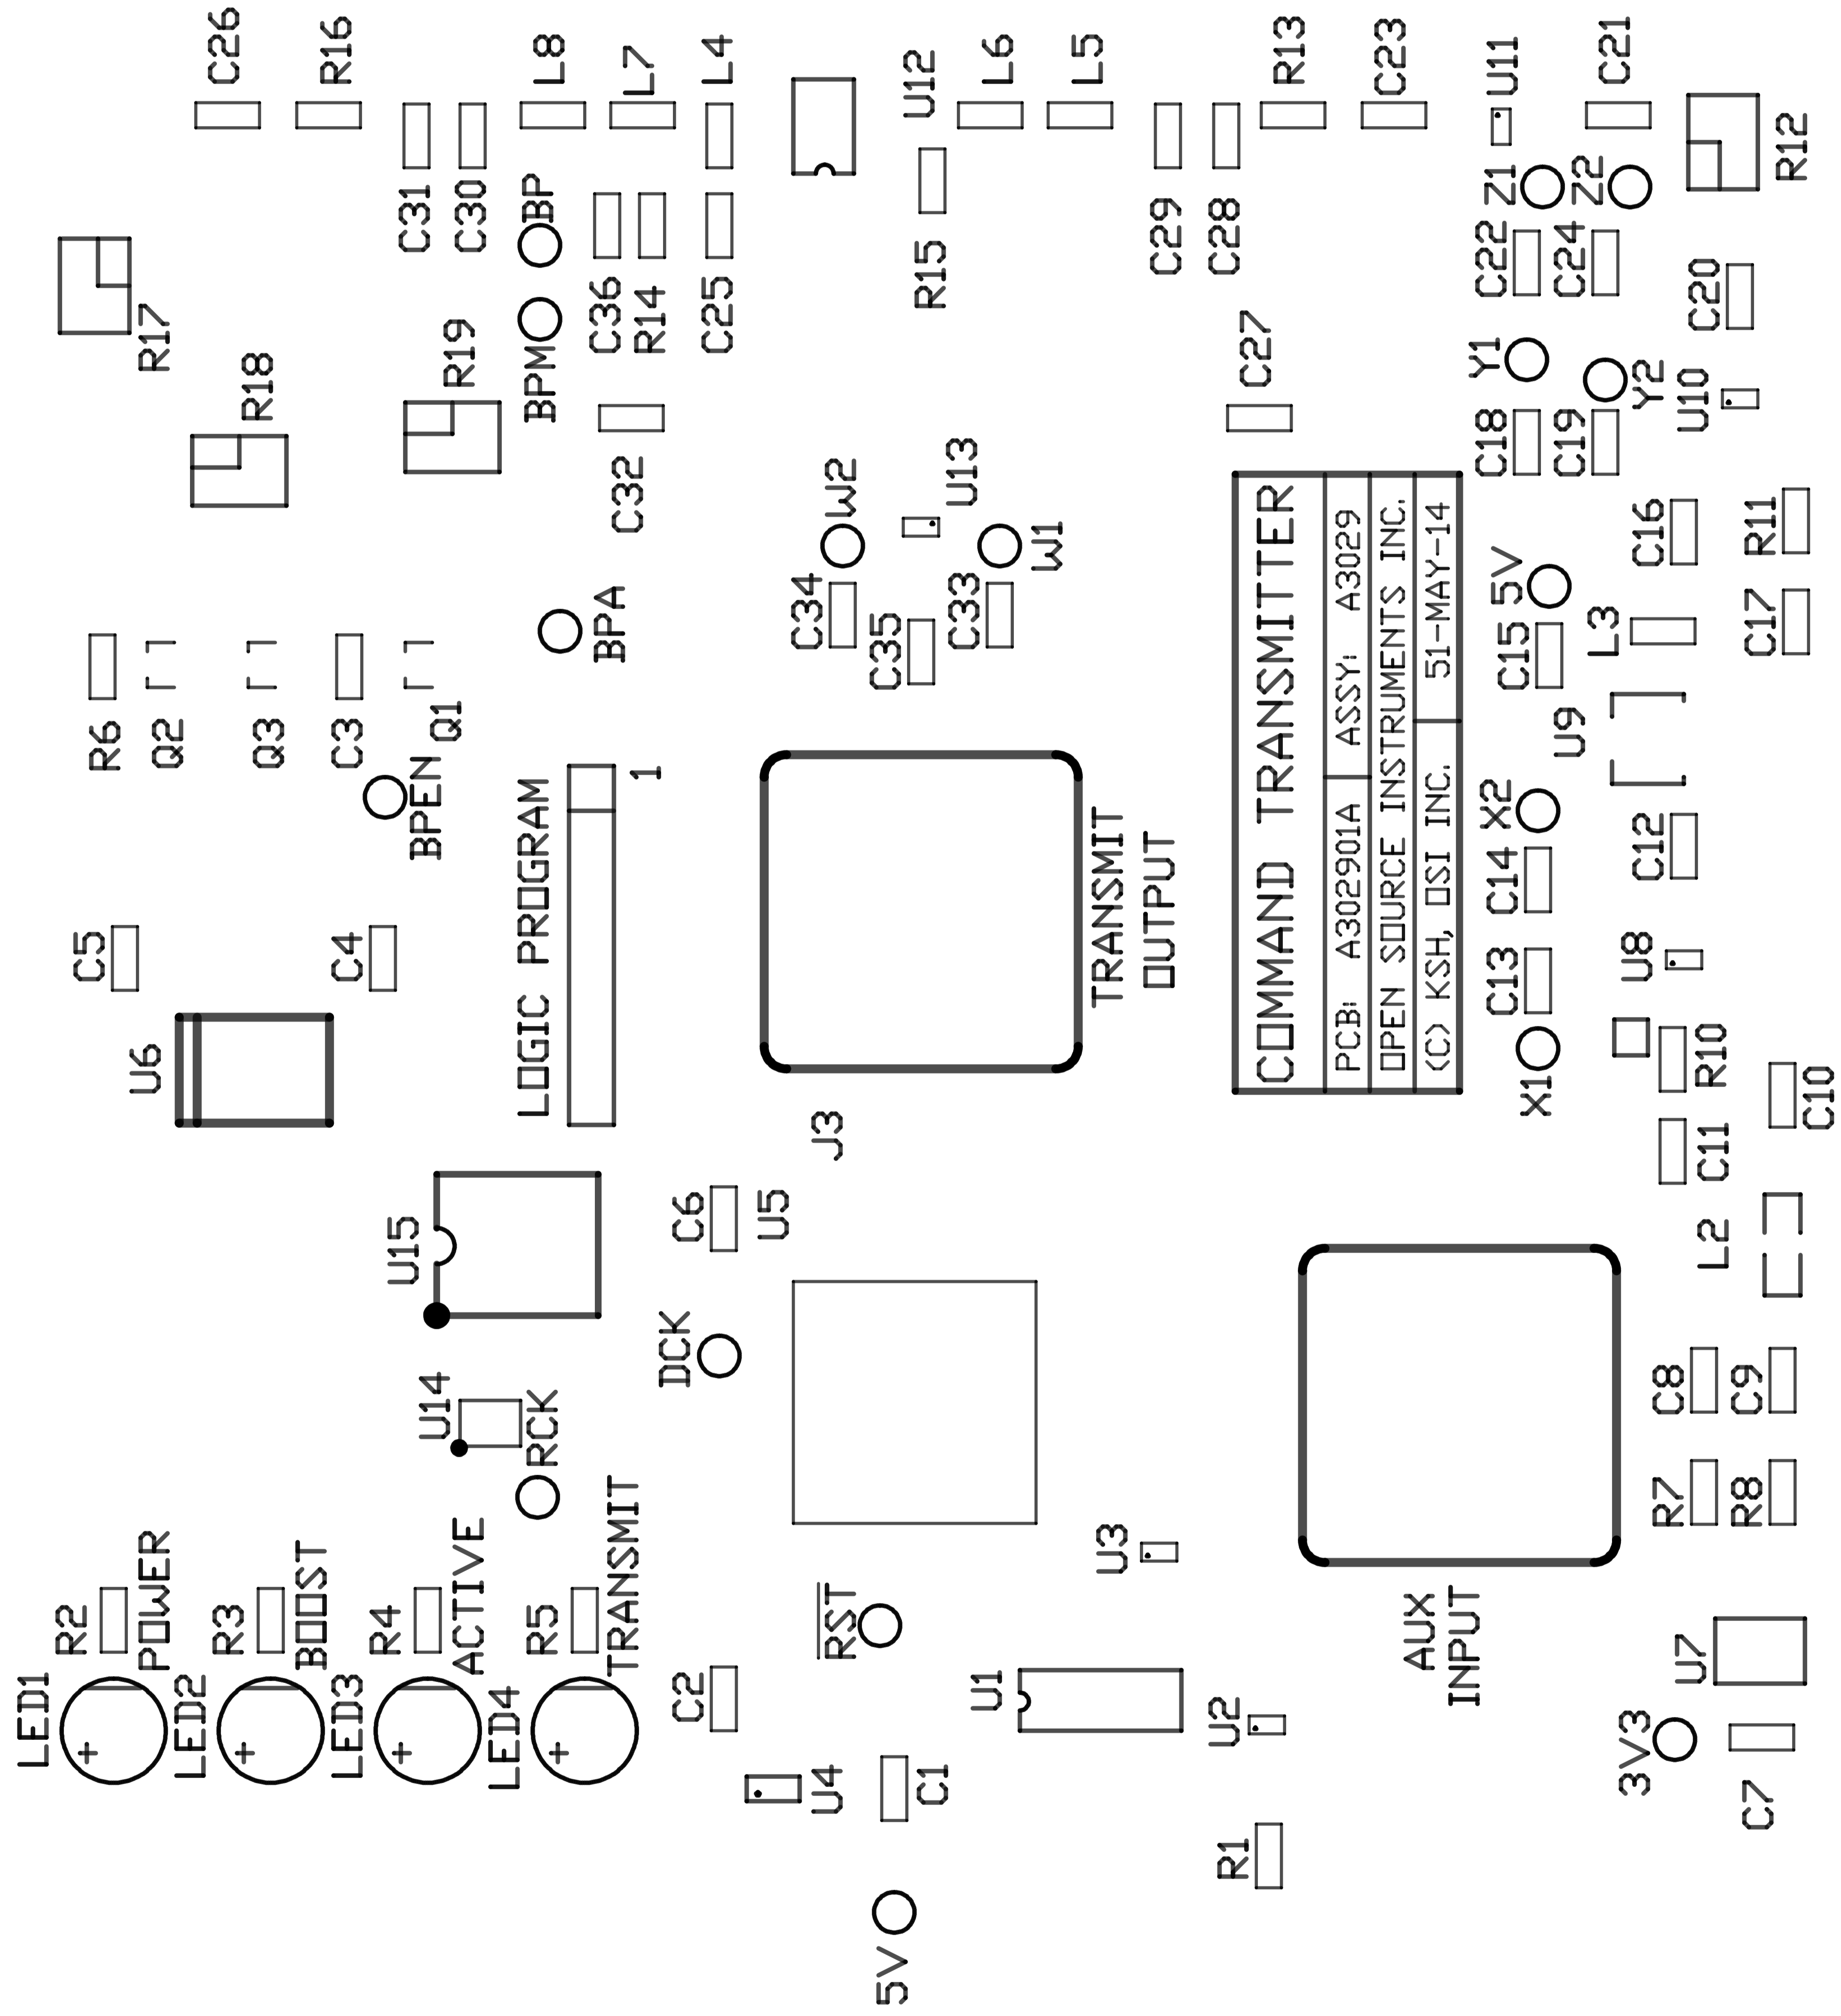 C26
R16
L8
L7
L4
U12
L6
L5
R13
C23
U11
C21
R12
C31
C30
BP
C36
R14
C25
R15
C29
C28
Z1
Z2
C22
C24
C20
R17
R18
R19
BPM
C32
C27
Y1
Y2
U10
C18
C19
W2
U13
W1
C34
C35
C33
BPA
R6
Q2
Q3
C3
Q1
BPEN
C5
C4
U6
LOGIC PROGRAM
1
TRANSMIT
OUTPUT
J3
COMMAND TRANSMITTER
PCB: A302901A
ASSY: A3029
OPEN SOURCE INSTRUMENTS INC.
(C) KSH, OSI INC.
51-MAY-14
5V
C16
R11
C15
L3
C17
U9
X2
C12
C14
C13
U8
X1
R10
C10
C11
L2
U15
C6
U5
DCK
U14
RCK
C8
C9
R7
R8
R2
POWER
R3
BOOST
R4
ACTIVE
R5
TRANSMIT
LED1
+
LED2
+
LED3
+
LED4
+
C2
RST
U3
U1
U2
U4
C1
AUX
INPUT
U7
3V3
C7
R1
5V